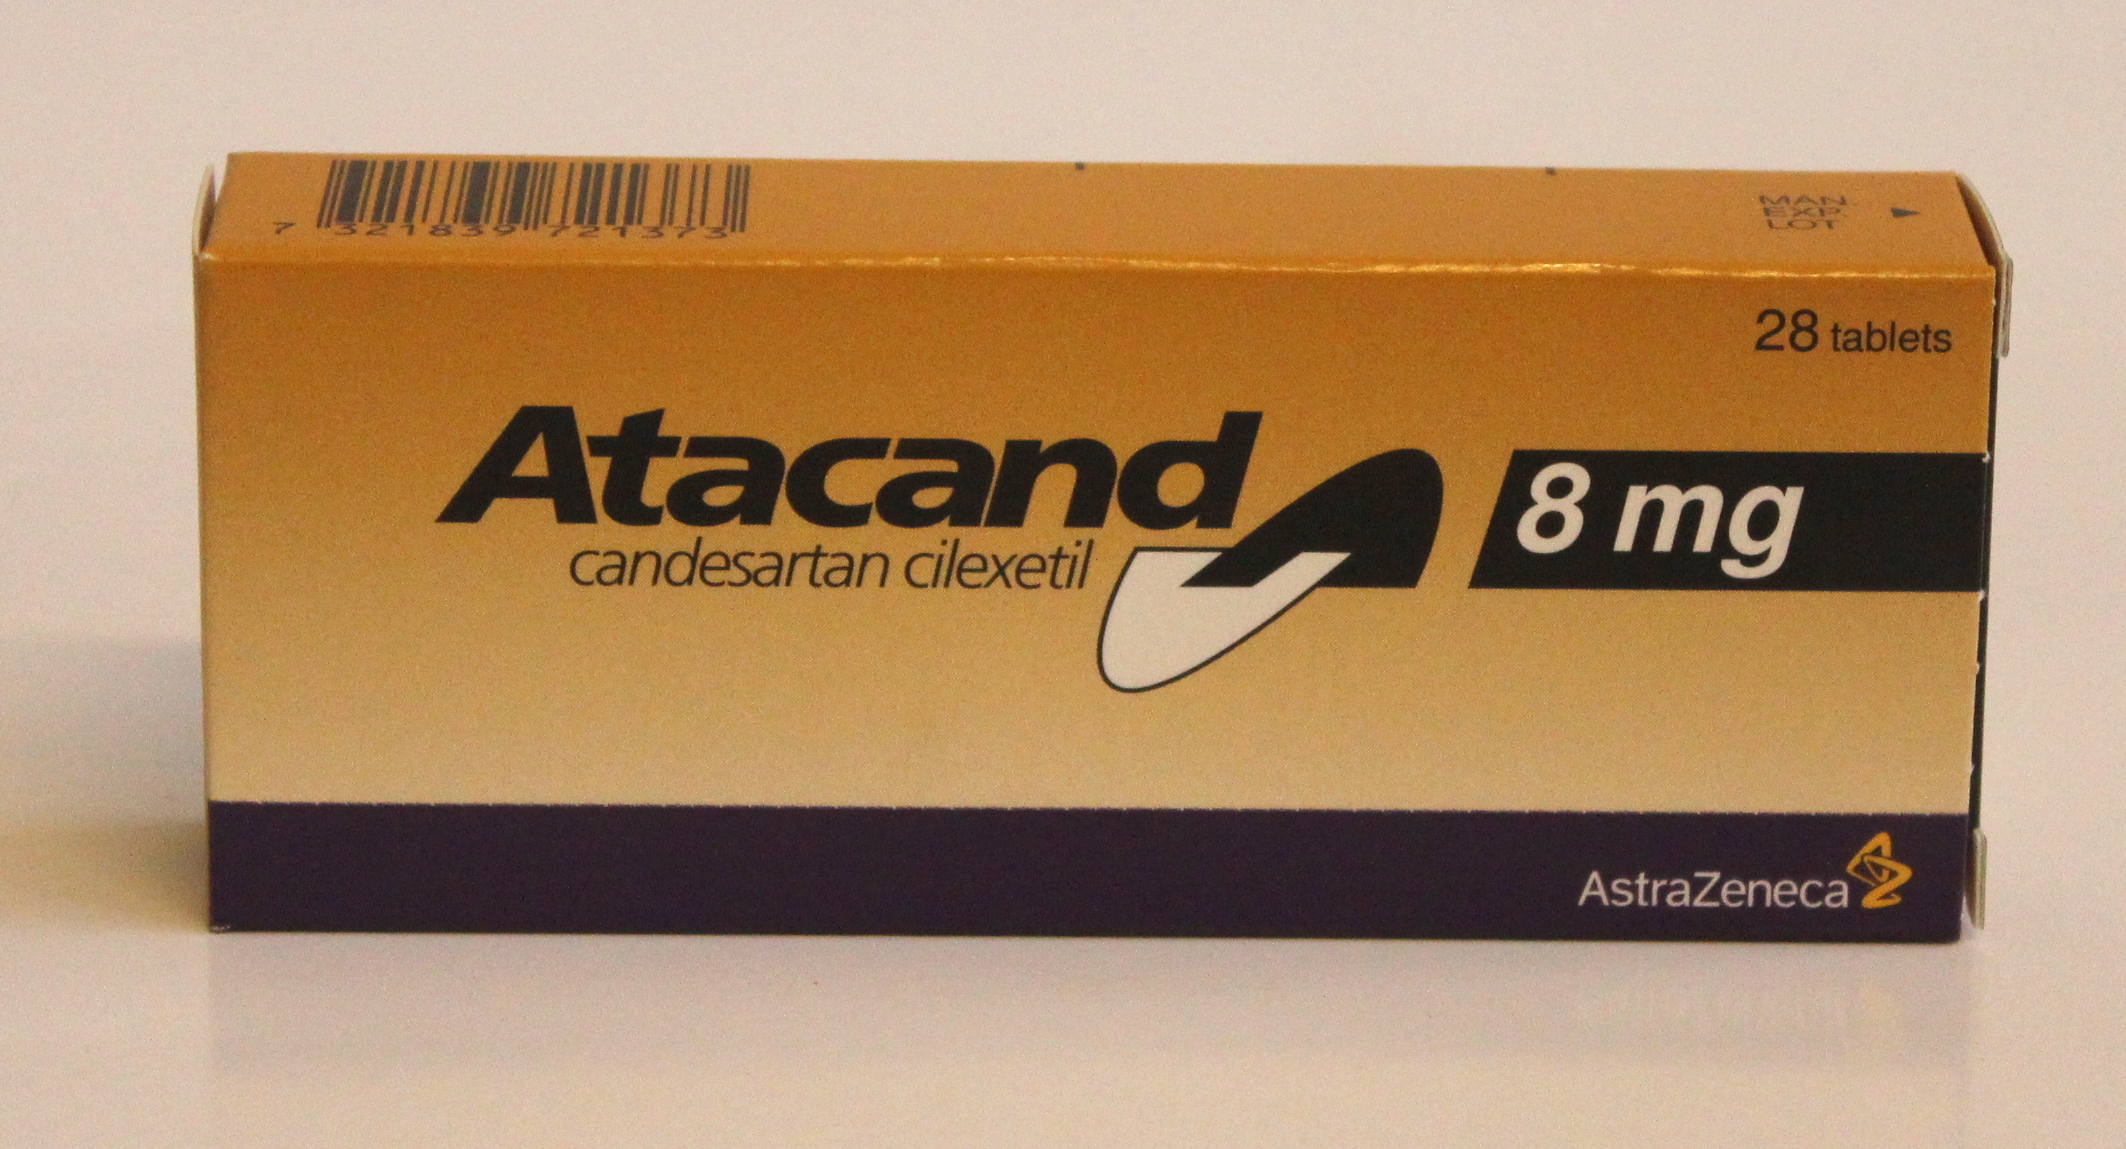 7 321839 721373
MAN
EXP
LOT
28 tablets
Atacand
candesartan cilexetil
8 mg
AstraZeneca